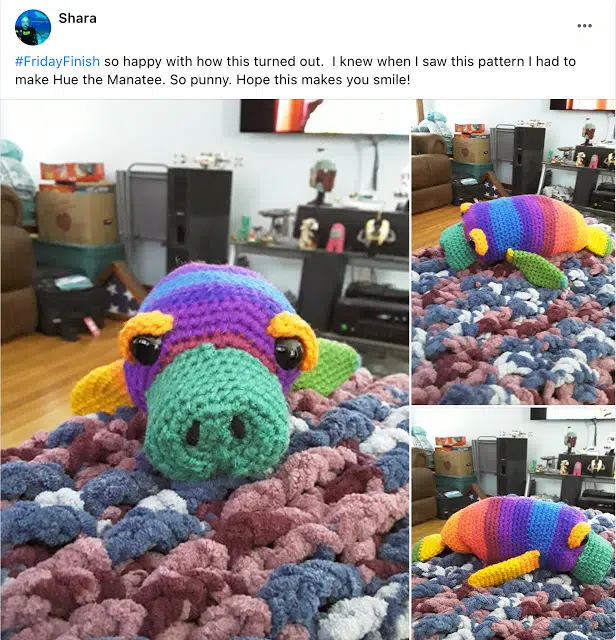 Shara
#FridayFinish so happy with how this turned out.  I knew when I saw this pattern I had to
make Hue the Manatee. So punny. Hope this makes you smile!